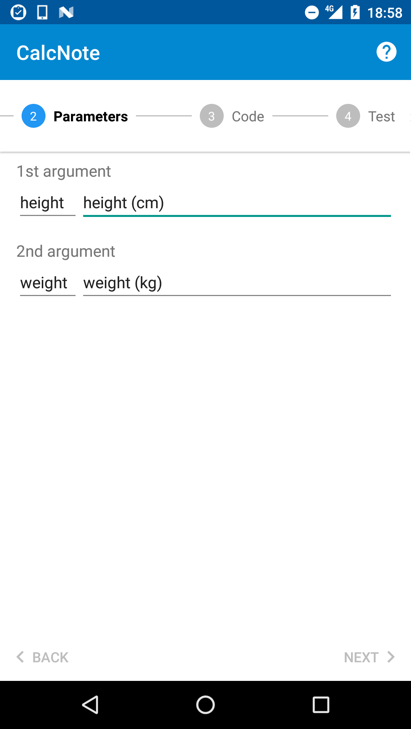 4G 18:58
CalcNote
2 Parameters 3 Code 4 Test
1st argument
height height (cm)
2nd argument
weight weight (kg)
BACK NEXT